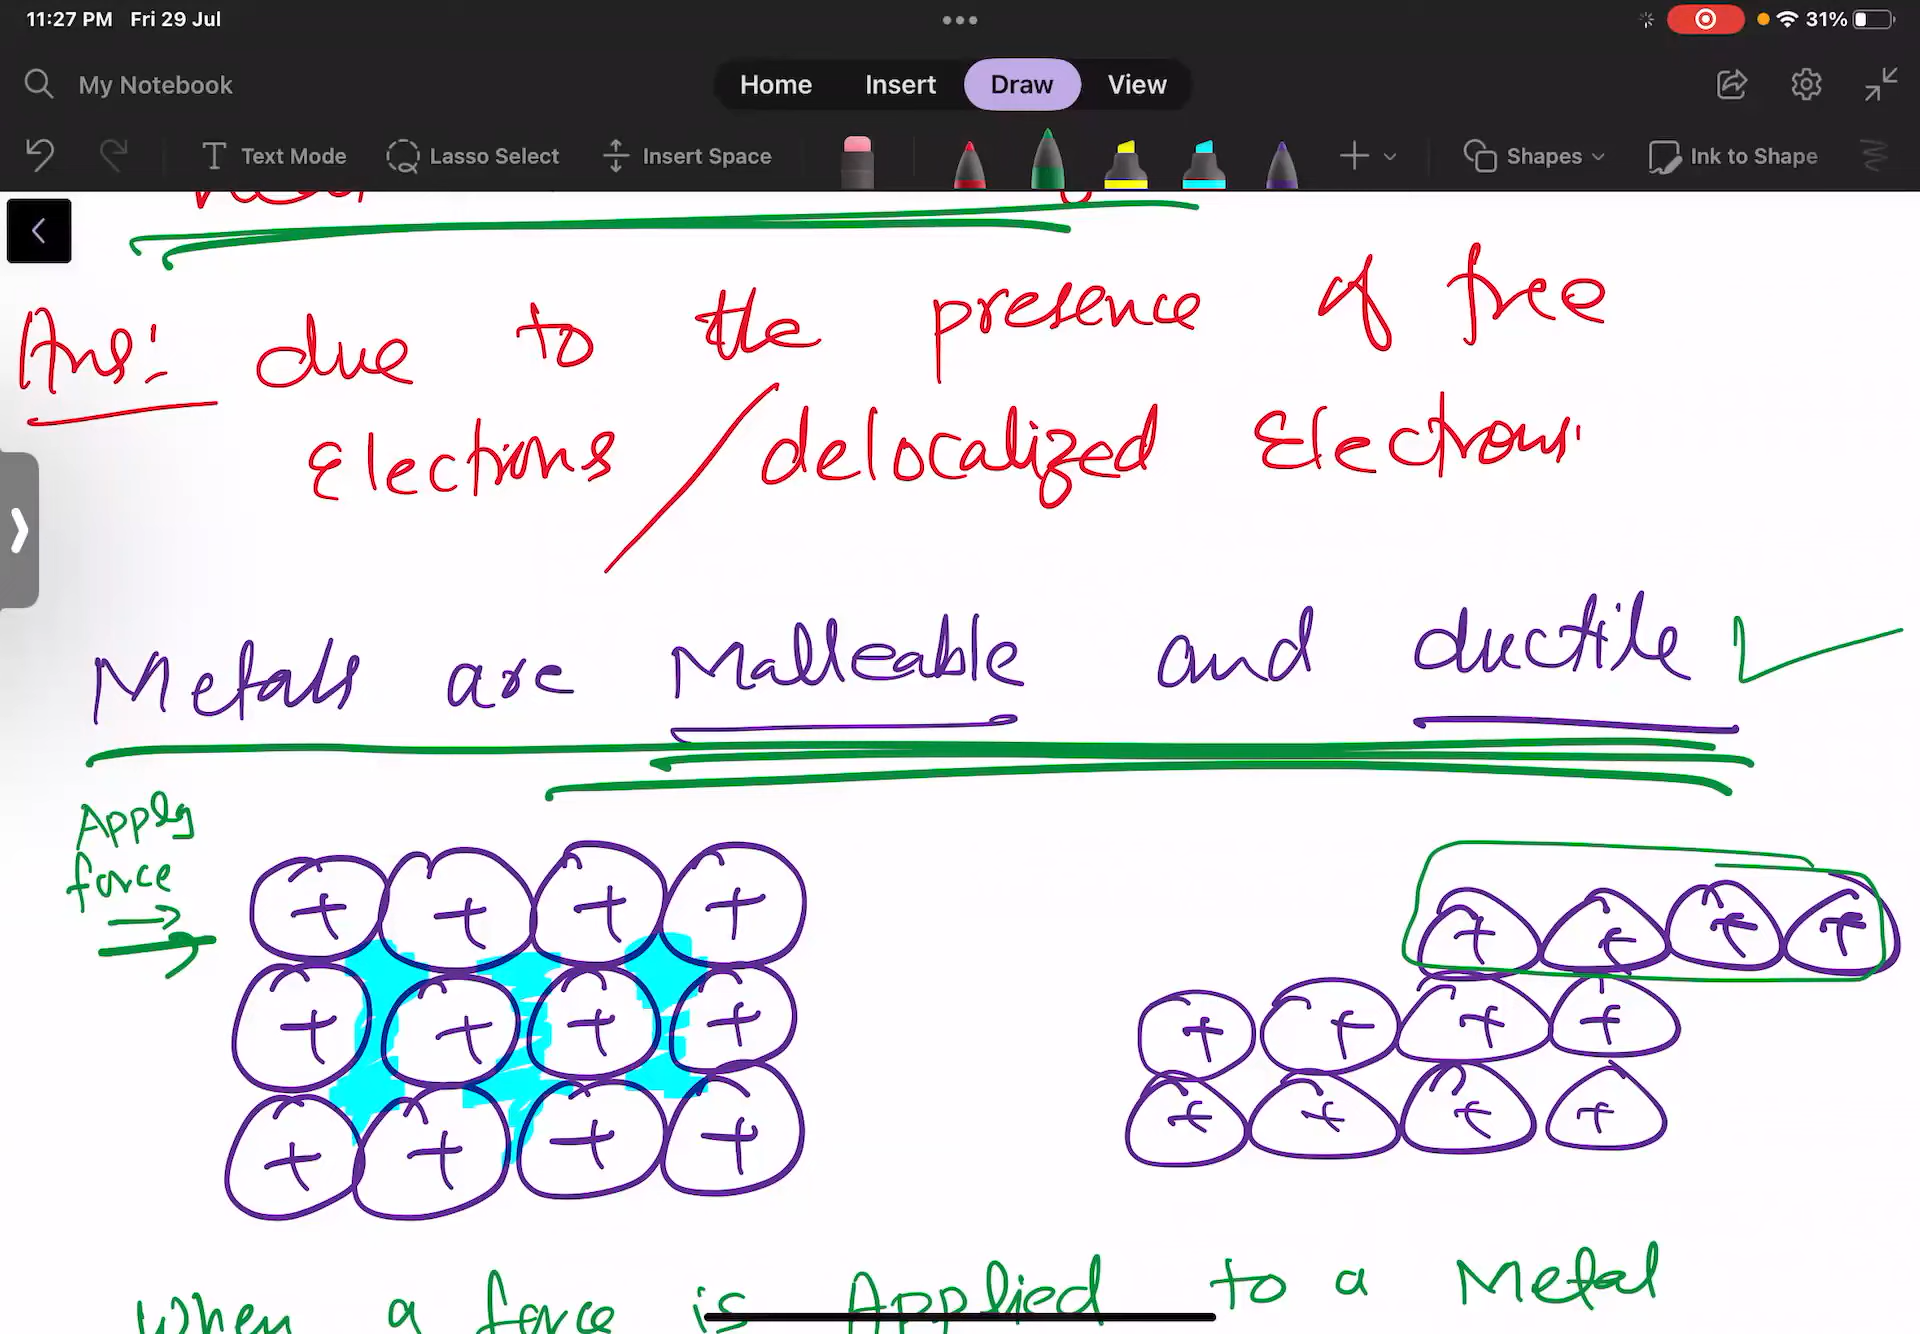 11:27 PM Fri 29 Jul
31%
My Notebook
Home Insert Draw View
Text Mode Lasso Select Insert Space Shapes Ink to Shape
Ans: due to the presence of free
Electrons / delocalized Electrons
Metals are Malleable and ductile
Apply
force
+ + + +
+ + + +
+ + + +
+ + + +
+ + + +
+ + + +
When a force is Applied to a Metal